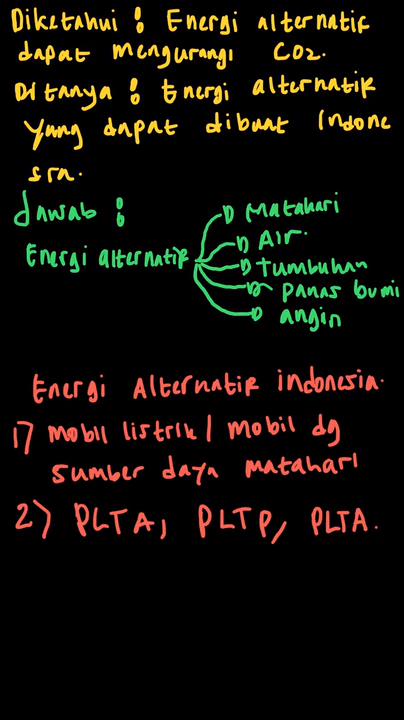 Diketahui : Energi alternatif
dapat mengurangi CO2.
Ditanya : Energi alternatif
yang dapat dibuat Indone
sia.
Jawab :
Energi alternatif
Matahari
Air.
Tumbuhan
panas bumi
angin
Energi Alternatif indonesia.
1) mobil listrik / mobil dg
sumber daya matahari
2) PLTA, PLTP, PLTA.